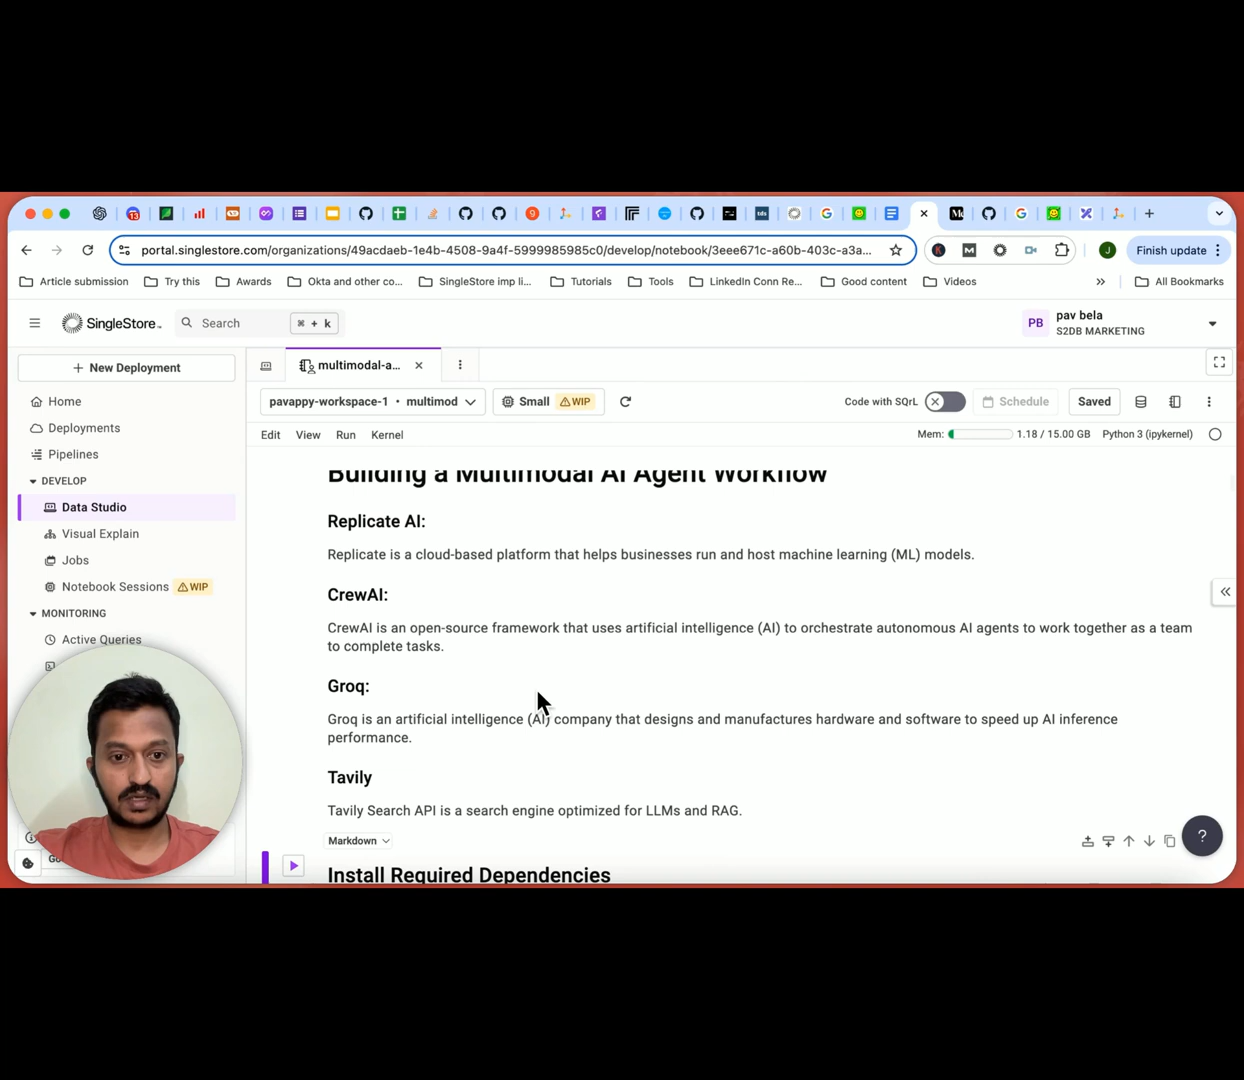 13
9
tds
portal.singlestore.com/organizations/49acdaeb-1e4b-4508-9a4f-5999985985c0/develop/notebook/3eee671c-a60b-403c-a3a...
K
M
J
Finish update
Article submission
Try this
Awards
Okta and other co...
SingleStore imp li...
Tutorials
Tools
LinkedIn Conn Re...
Good content
Videos
»
All Bookmarks
SingleStore
Search
⌘ + k
PB
pav bela
S2DB MARKETING
+ New Deployment
Home
Deployments
Pipelines
DEVELOP
Data Studio
Visual Explain
Jobs
Notebook Sessions WIP
MONITORING
Active Queries
multimodal-a...
pavappy-workspace-1 • multimod
Small WIP
Code with SQrL
Schedule
Saved
Edit View Run Kernel
Mem: 1.18 / 15.00 GB Python 3 (ipykernel)
Building a Multimodal AI Agent Workflow
Replicate AI:
Replicate is a cloud-based platform that helps businesses run and host machine learning (ML) models.
CrewAI:
CrewAI is an open-source framework that uses artificial intelligence (AI) to orchestrate autonomous AI agents to work together as a team
to complete tasks.
Groq:
Groq is an artificial intelligence (AI) company that designs and manufactures hardware and software to speed up AI inference
performance.
Tavily
Tavily Search API is a search engine optimized for LLMs and RAG.
Markdown
Install Required Dependencies
?